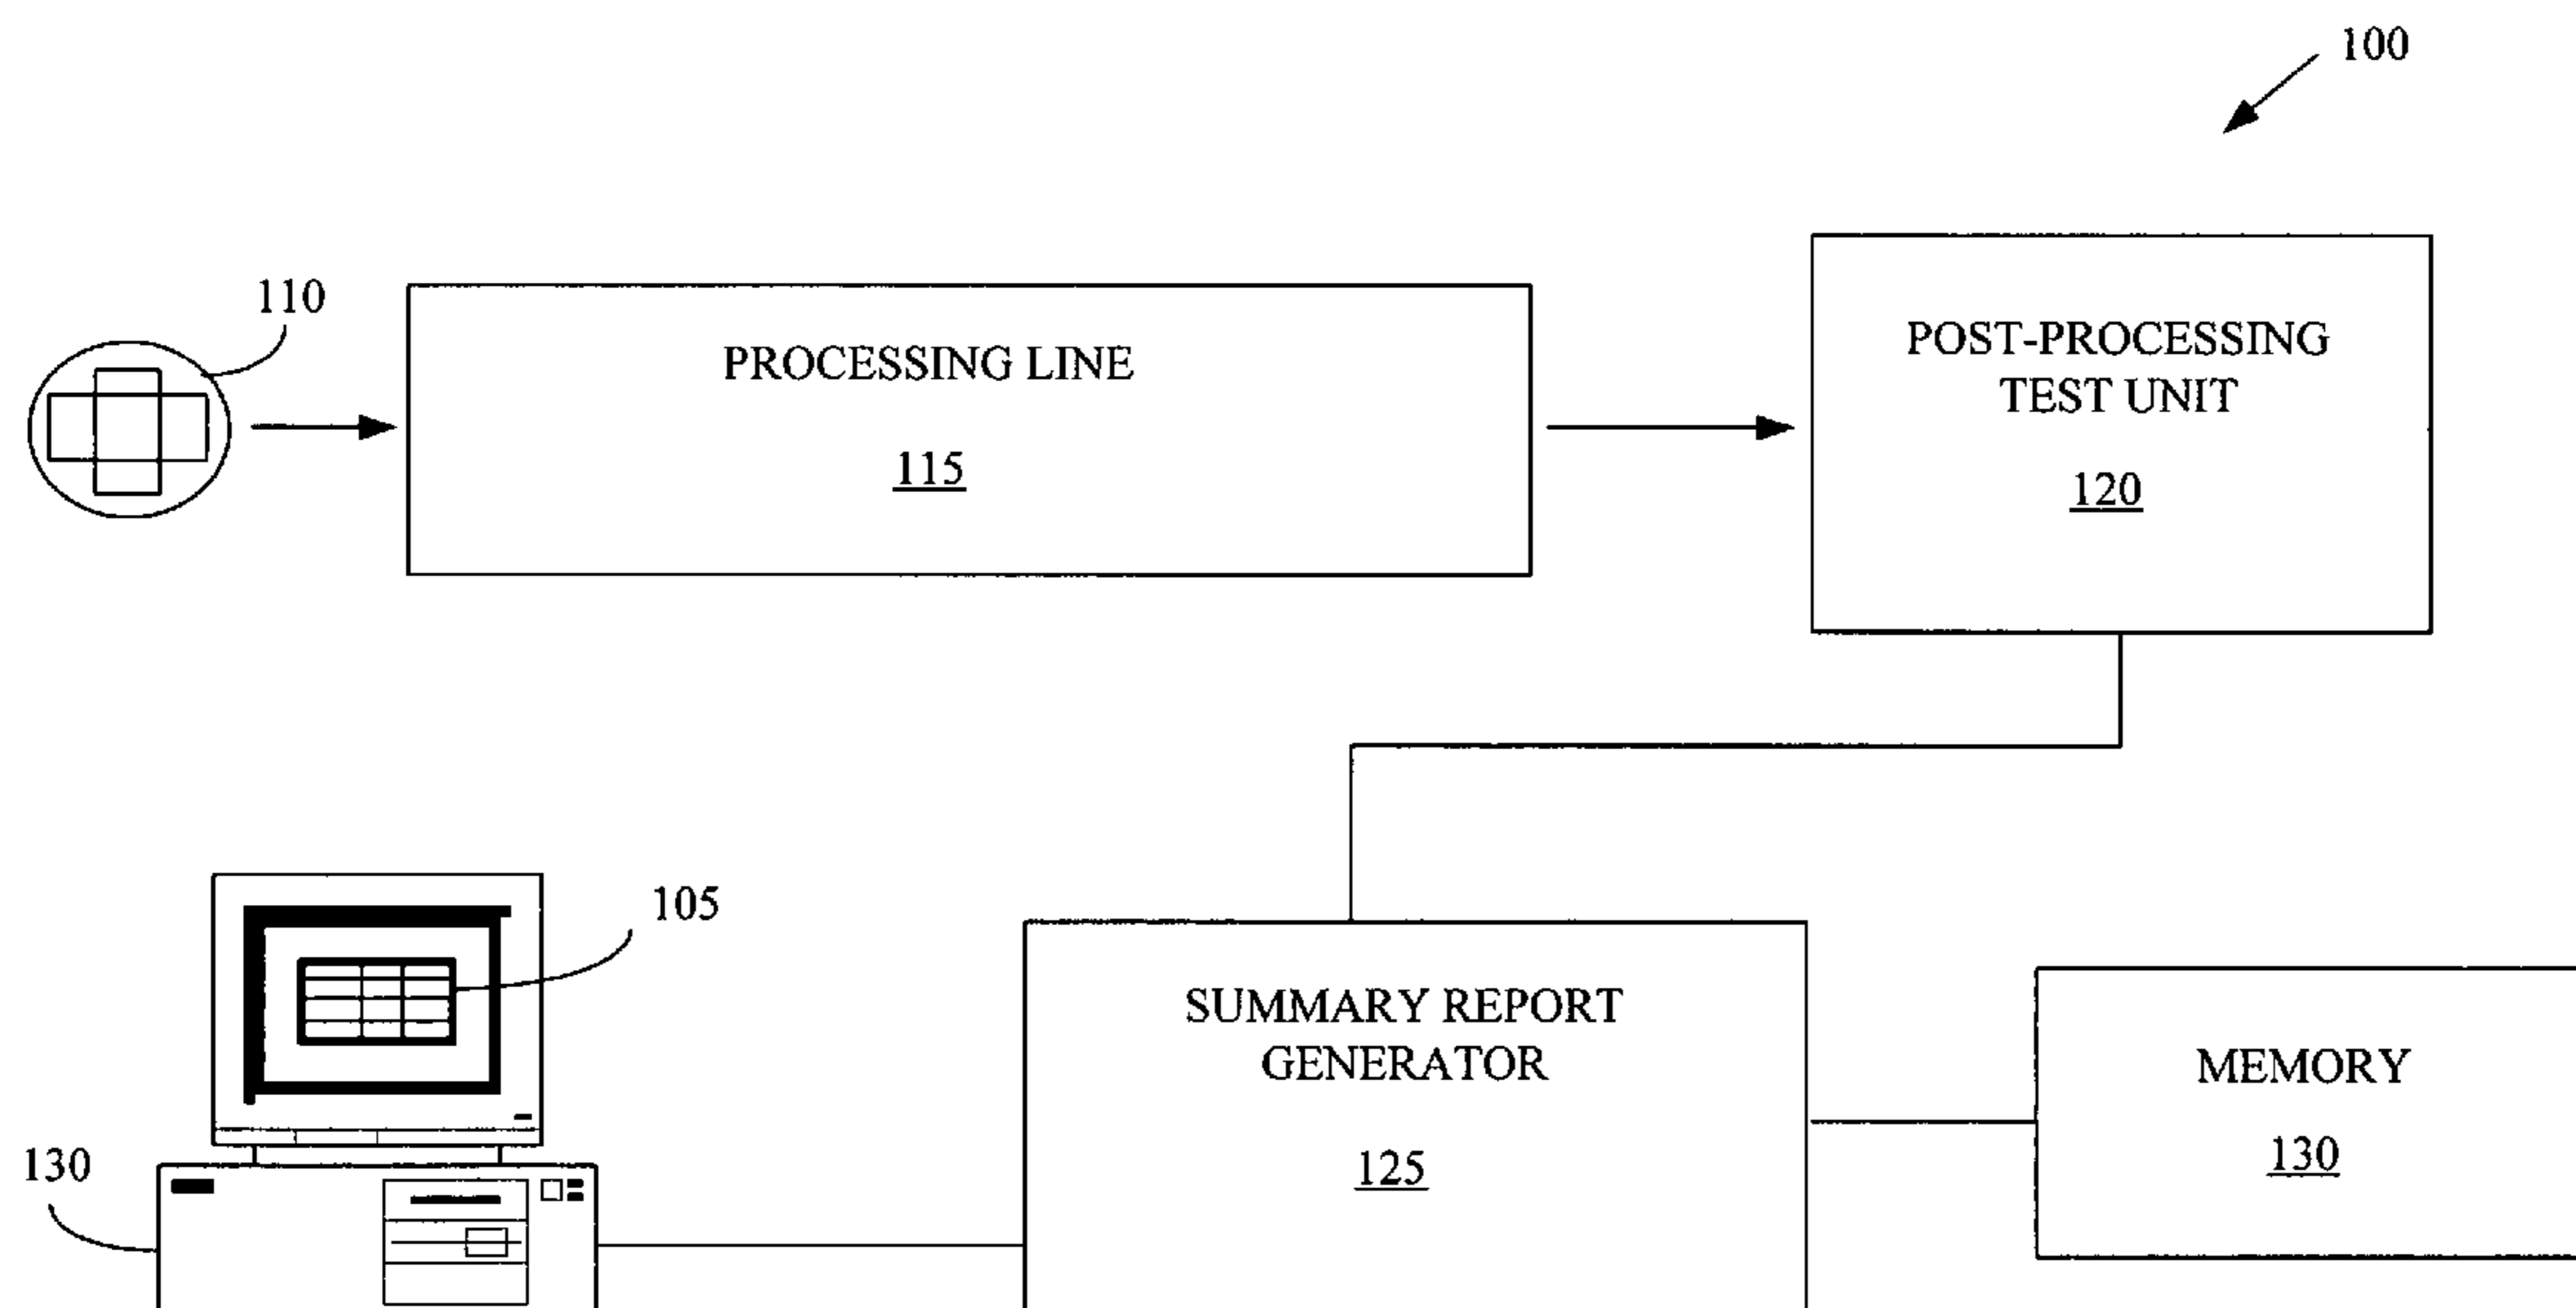 100
110
PROCESSING LINE
115
POST-PROCESSING
TEST UNIT
120
105
130
SUMMARY REPORT
GENERATOR
125
MEMORY
130